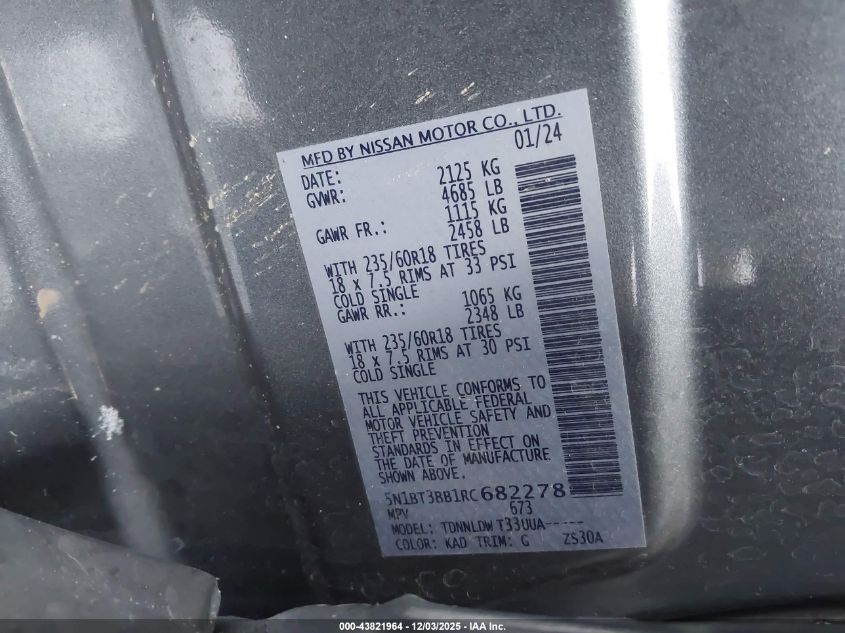 MFD BY NISSAN MOTOR CO., LTD.
DATE: 01/24
GVWR: 2125 KG
4685 LB
GAWR FR.: 1115 KG
2458 LB
WITH 235/60R18 TIRES
18 x 7.5 RIMS AT 33 PSI
COLD SINGLE
GAWR RR.: 1065 KG
2348 LB
WITH 235/60R18 TIRES
18 x 7.5 RIMS AT 30 PSI
COLD SINGLE
THIS VEHICLE CONFORMS TO
ALL APPLICABLE FEDERAL
MOTOR VEHICLE SAFETY AND
THEFT PREVENTION
STANDARDS IN EFFECT ON
THE DATE OF MANUFACTURE
SHOWN ABOVE.
5N1BT3BB1RC682278
MPV 673
MODEL: TDNNLDW T33UUA-----
COLOR: KAD TRIM: G ZS30A
000-43821964 - 12/03/2025 - IAA Inc.